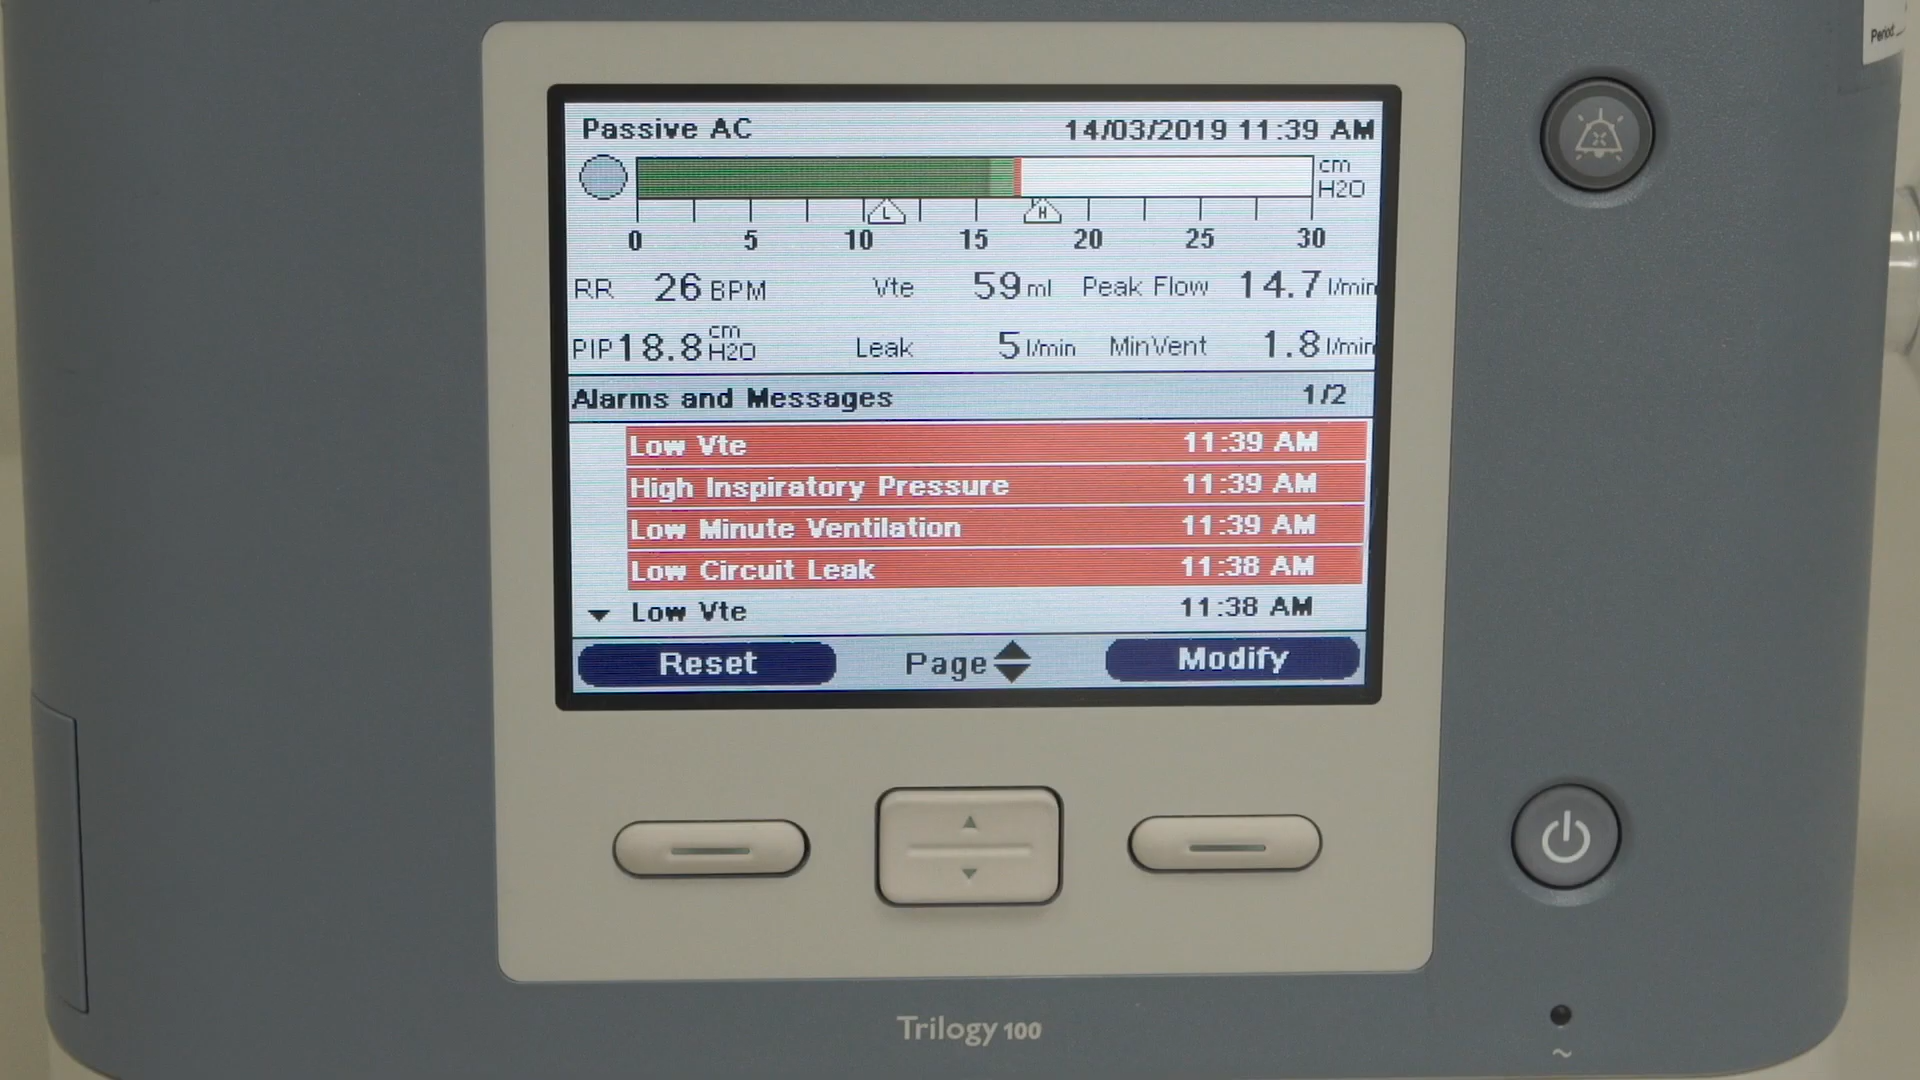 Period
Passive AC 14/03/2019 11:39 AM
cm
H2O
L H
0 5 10 15 20 25 30
RR 26 BPM Vte 59 ml Peak Flow 14.7 l/min
PIP 18.8 cm H2O Leak 5 l/min MinVent 1.8 l/min
Alarms and Messages 1/2
Low Vte 11:39 AM
High Inspiratory Pressure 11:39 AM
Low Minute Ventilation 11:39 AM
Low Circuit Leak 11:38 AM
Low Vte 11:38 AM
Reset Page Modify
Trilogy 100
~